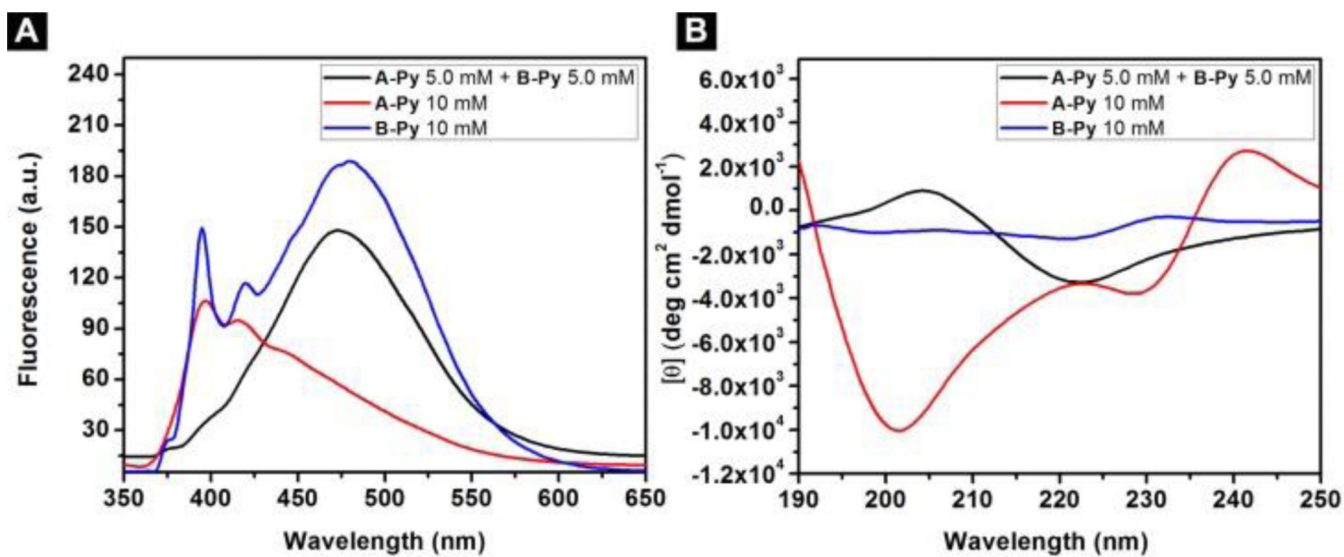 A
240
210
180
150
120
90
60
30
Fluorescence (a.u.)
A-Py 5.0 mM + B-Py 5.0 mM
A-Py 10 mM
B-Py 10 mM
350 400 450 500 550 600 650
Wavelength (nm)
B
6.0x10³
4.0x10³
2.0x10³
0.0
-2.0x10³
-4.0x10³
-6.0x10³
-8.0x10³
-1.0x10⁴
-1.2x10⁴
[θ] (deg cm² dmol⁻¹)
A-Py 5.0 mM + B-Py 5.0 mM
A-Py 10 mM
B-Py 10 mM
190 200 210 220 230 240 250
Wavelength (nm)